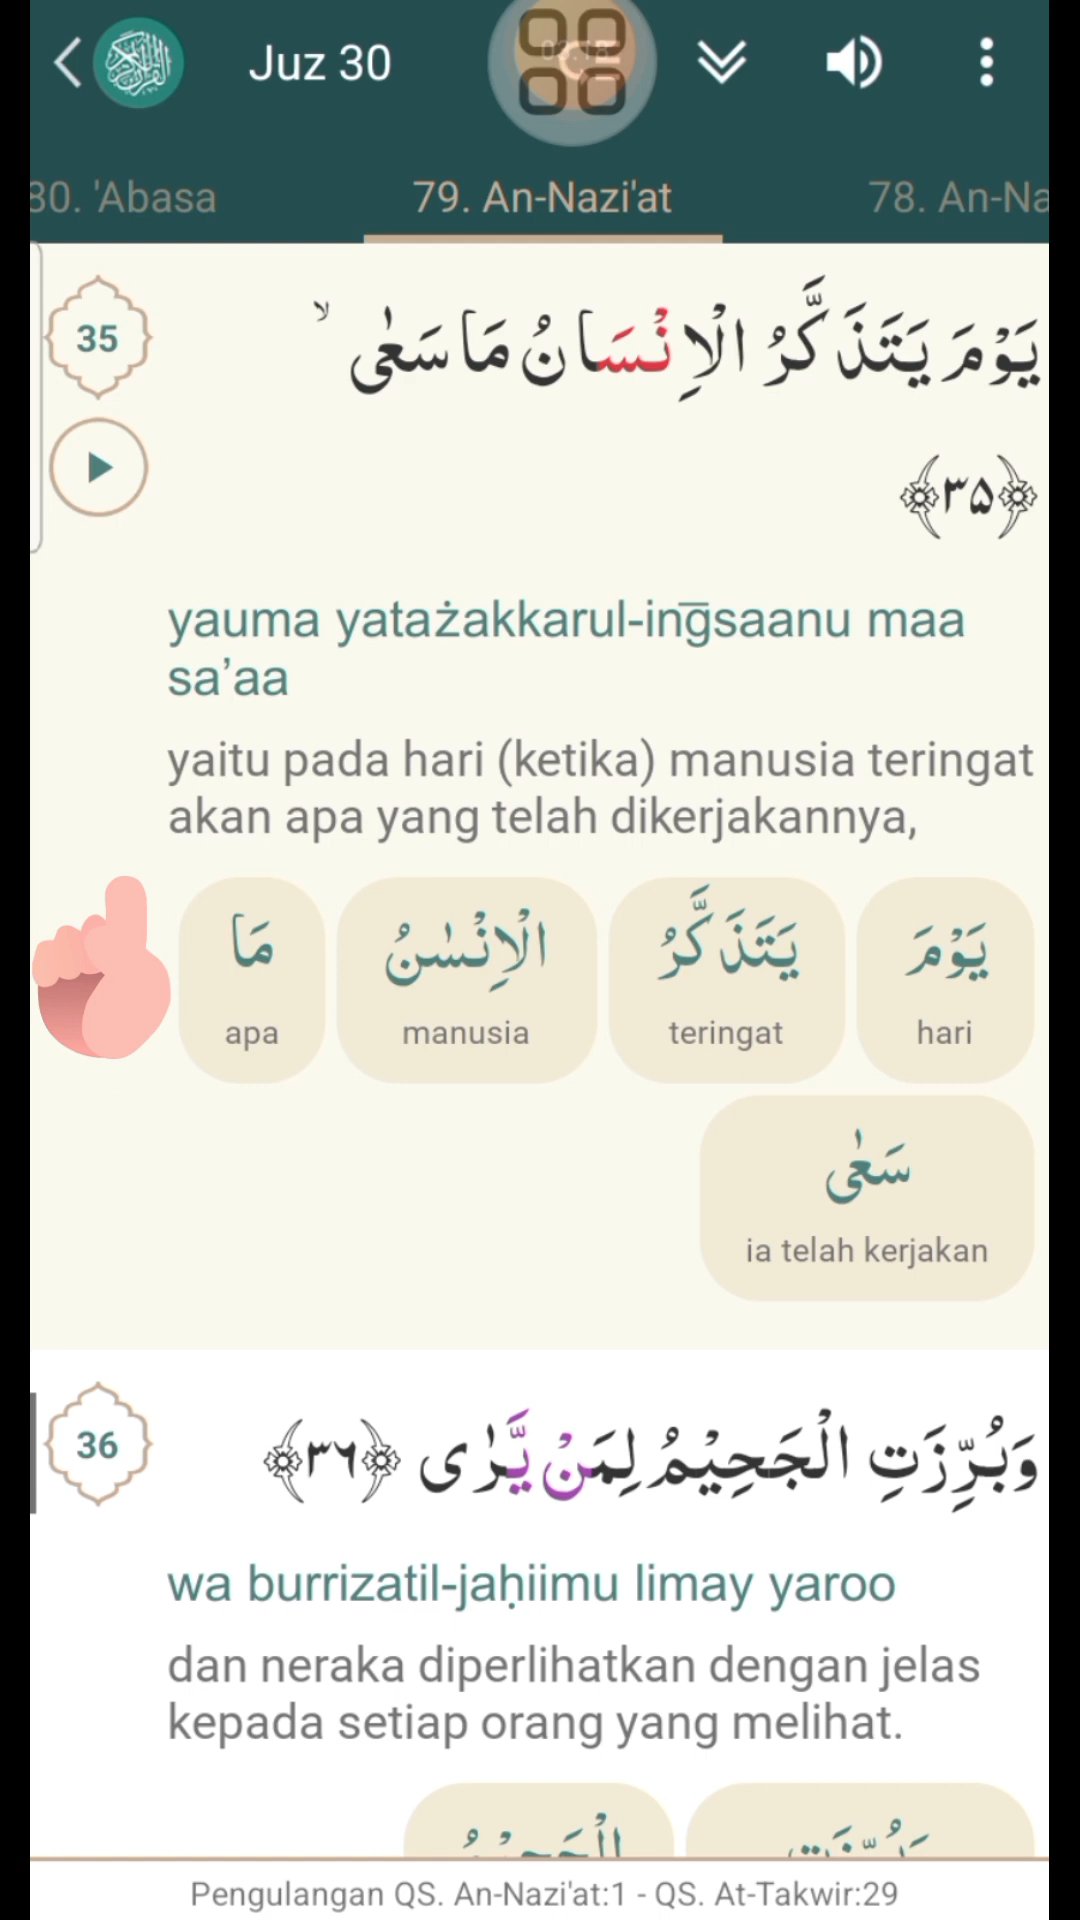 Juz 30
80. 'Abasa
79. An-Nazi'at
78. An-Na
35
يَوْمَ يَتَذَكَّرُ الْاِنْسَانُ مَا سَعٰى ۙ
﴿٣٥﴾
yauma yatażakkarul-in͞gsaanu maa
sa’aa
yaitu pada hari (ketika) manusia teringat
akan apa yang telah dikerjakannya,
يَوْمَ يَتَذَكَّرُ الْاِنْسٰنُ مَا
hari teringat manusia apa
سَعٰى
ia telah kerjakan
36
وَبُرِّزَتِ الْجَحِيْمُ لِمَنْ يَّرٰى ﴿٣٦﴾
wa burrizatil-jaḥiimu limay yaroo
dan neraka diperlihatkan dengan jelas
kepada setiap orang yang melihat.
Pengulangan QS. An-Nazi'at:1 - QS. At-Takwir:29